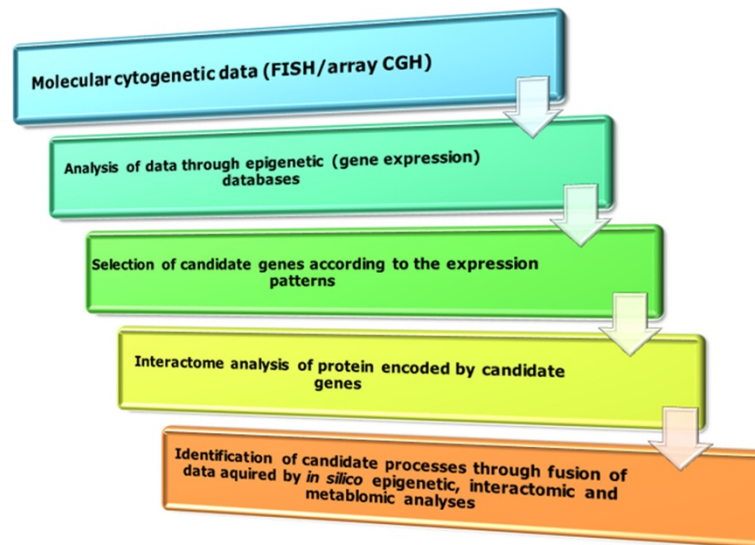 Molecular cytogenetic data (FISH/array CGH)
Analysis of data through epigenetic (gene expression)
databases
Selection of candidate genes according to the expression
patterns
Interactome analysis of protein encoded by candidate
genes
Identification of candidate processes through fusion of
data aquired by in silico epigenetic, interactomic and
metablomic analyses